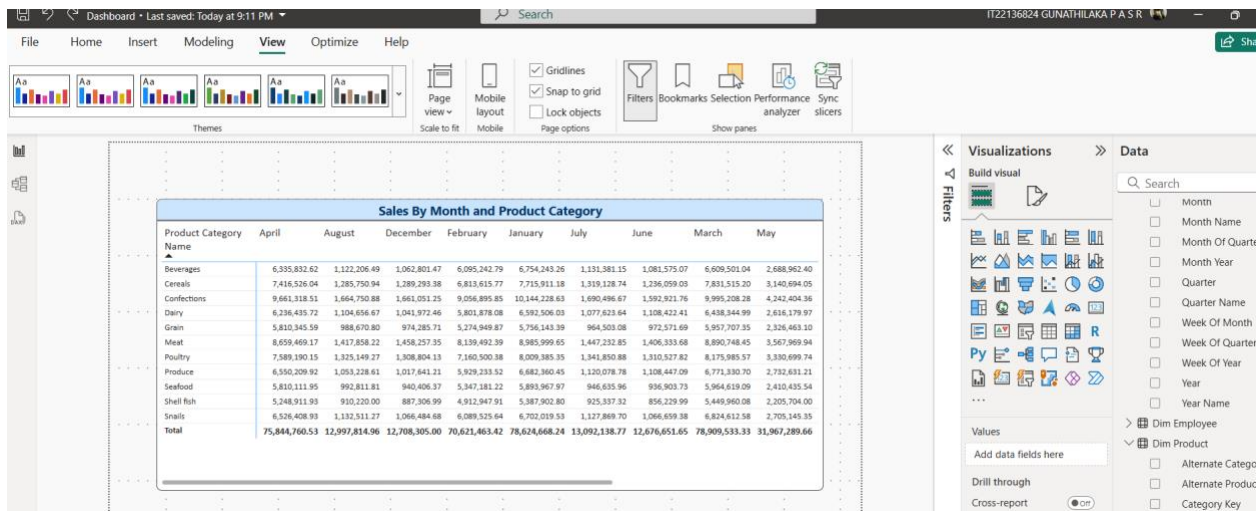 Dashboard • Last saved: Today at 9:11 PM
Search
IT22136824 GUNATHILAKA P A S R
File Home Insert Modeling View Optimize Help
Sha
Aa Aa Aa Aa Aa Aa
Themes
Page view
Scale to fit
Mobile layout
Mobile
Gridlines
Snap to grid
Lock objects
Page options
Filters Bookmarks Selection Performance analyzer Sync slicers
Show panes
Sales By Month and Product Category
Product Category Name April August December February January July June March May
Beverages 6,335,832.62 1,122,206.49 1,062,801.47 6,095,242.79 6,754,243.26 1,131,381.15 1,081,575.07 6,609,501.04 2,688,962.40
Cereals 7,416,526.04 1,285,750.94 1,289,293.38 6,813,615.77 7,715,911.18 1,319,128.74 1,236,059.03 7,831,515.20 3,140,694.05
Confections 9,661,318.51 1,664,750.88 1,661,051.25 9,056,895.85 10,144,228.63 1,690,496.67 1,592,921.76 9,995,208.28 4,242,404.36
Dairy 6,236,435.72 1,104,656.67 1,041,972.46 5,801,878.08 6,592,506.03 1,077,623.64 1,108,422.41 6,438,344.99 2,616,179.97
Grain 5,810,345.59 988,670.80 974,285.71 5,274,949.87 5,756,143.39 964,503.08 972,571.69 5,957,707.35 2,326,463.10
Meat 8,659,469.17 1,417,858.22 1,458,257.35 8,139,492.39 8,985,999.65 1,447,232.85 1,406,333.68 8,890,748.45 3,567,969.94
Poultry 7,589,190.15 1,325,149.27 1,308,804.13 7,160,500.38 8,009,385.35 1,341,850.88 1,310,527.82 8,175,985.57 3,330,699.74
Produce 6,550,209.92 1,053,228.61 1,017,641.21 5,929,233.52 6,682,360.45 1,120,078.78 1,108,447.09 6,771,330.70 2,732,631.21
Seafood 5,810,111.95 992,811.81 940,406.37 5,347,181.22 5,893,967.97 946,635.96 936,903.73 5,964,619.09 2,410,435.54
Shell fish 5,248,911.93 910,220.00 887,306.99 4,912,947.91 5,387,902.80 925,337.32 856,229.99 5,449,960.08 2,205,704.00
Snails 6,526,408.93 1,132,511.27 1,066,484.68 6,089,525.64 6,702,019.53 1,127,869.70 1,066,659.38 6,824,612.58 2,705,145.35
Total 75,844,760.53 12,997,814.96 12,708,305.00 70,621,463.42 78,624,668.24 13,092,138.77 12,676,651.65 78,909,533.33 31,967,289.66
Filters
Visualizations
Build visual
Py R
123
...
Values
Add data fields here
Drill through
Cross-report Off
Data
Search
Month
Month Name
Month Of Quarte
Month Year
Quarter
Quarter Name
Week Of Month
Week Of Quarter
Week Of Year
Year
Year Name
Dim Employee
Dim Product
Alternate Catego
Alternate Produc
Category Key